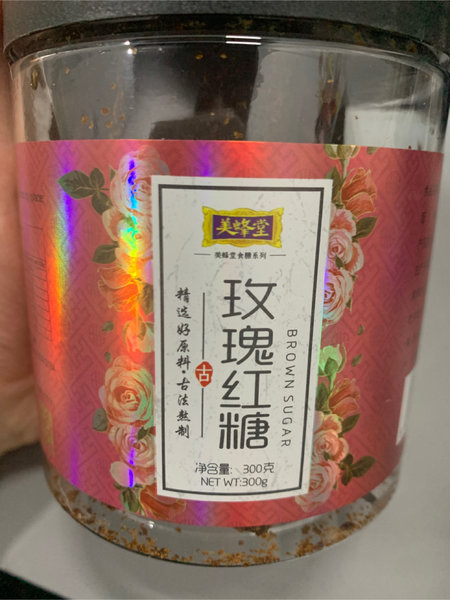 美蜂堂
美蜂堂食糖系列
玫瑰红糖
BROWN SUGAR
精选好原料·古法熬制
古
净含量: 300克
NET WT:300g